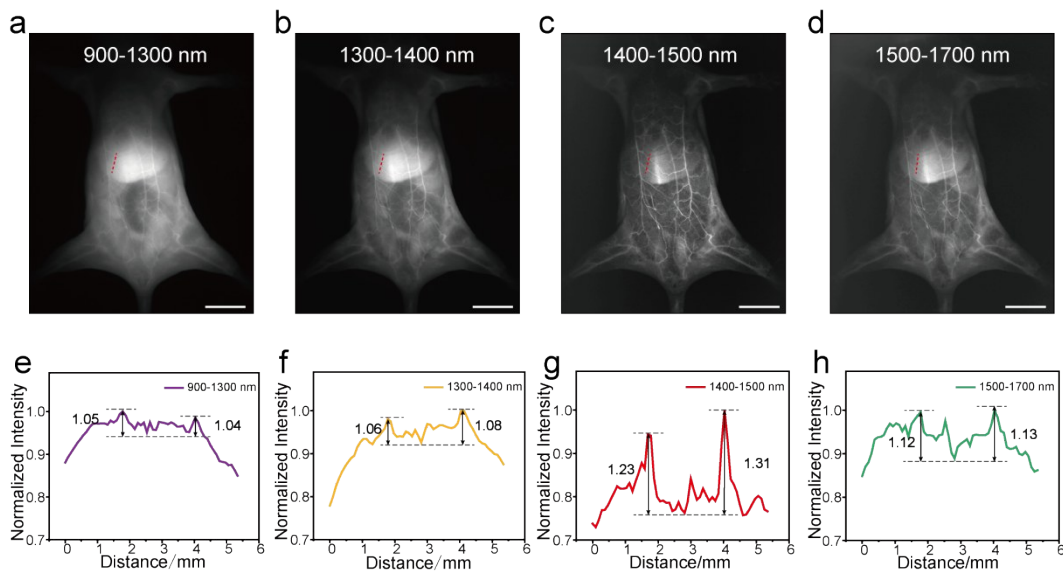 a
900-1300 nm
b
1300-1400 nm
c
1400-1500 nm
d
1500-1700 nm
e
Normalized Intensity
1.0
0.9
0.8
0.7
900-1300 nm
1.05
1.04
0 1 2 3 4 5 6
Distance/mm
f
Normalized Intensity
1.0
0.9
0.8
0.7
1300-1400 nm
1.06
1.08
0 1 2 3 4 5 6
Distance/mm
g
Normalized Intensity
1.0
0.9
0.8
0.7
1400-1500 nm
1.23
1.31
0 1 2 3 4 5 6
Distance/mm
h
Normalized Intensity
1.0
0.9
0.8
0.7
1500-1700 nm
1.12
1.13
0 1 2 3 4 5 6
Distance/mm